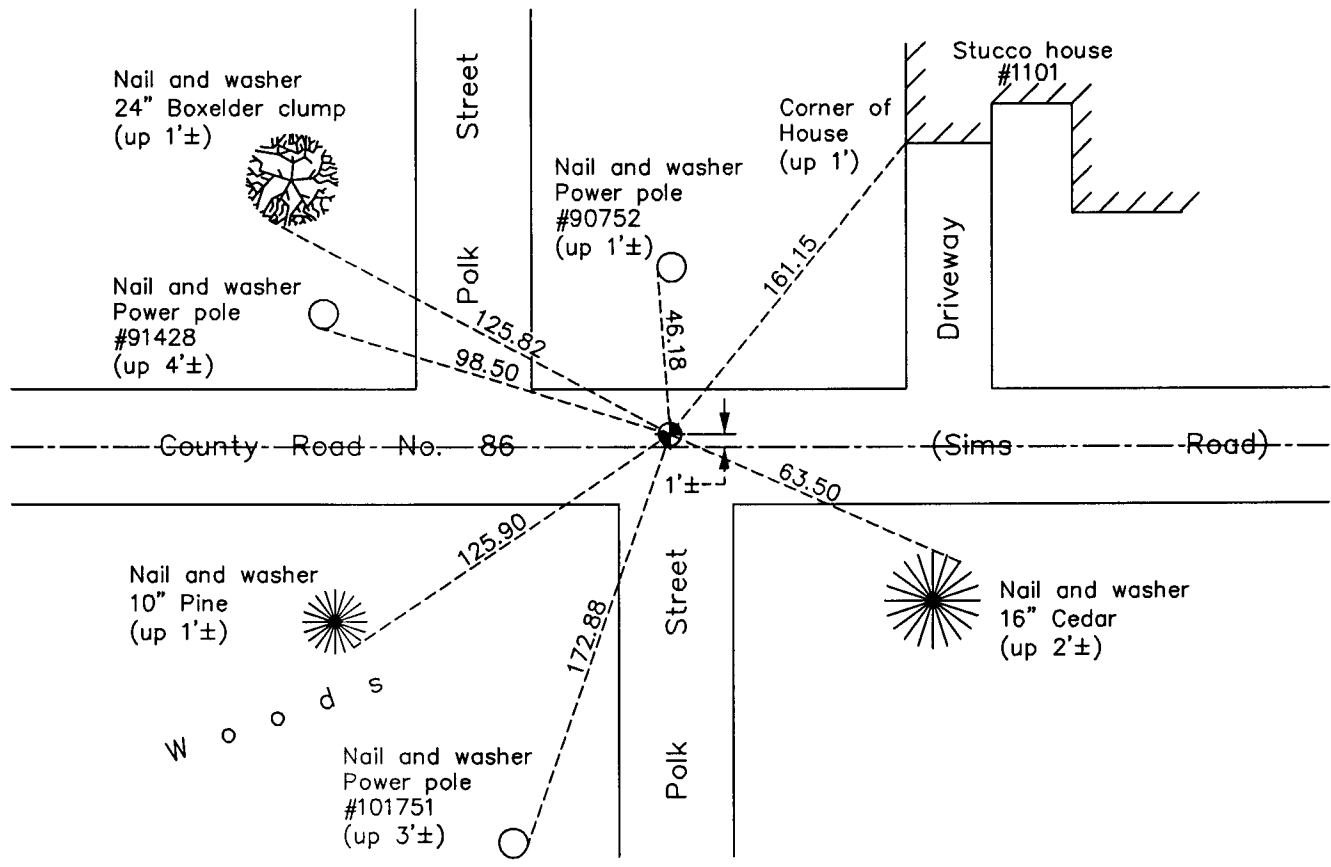 Nail and washer
24" Boxelder clump
(up 1'±)
Polk Street
Stucco house
#1101
Corner of
House
(up 1')
Nail and washer
Power pole
#90752
(up 1'±)
Nail and washer
Power pole
#91428
(up 4'±)
Driveway
161.15
125.82
98.50
46.18
County Road No. 86
(Sims Road)
1'±
63.50
125.90
172.88
Nail and washer
10" Pine
(up 1'±)
Polk Street
Nail and washer
16" Cedar
(up 2'±)
Woods
Nail and washer
Power pole
#101751
(up 3'±)